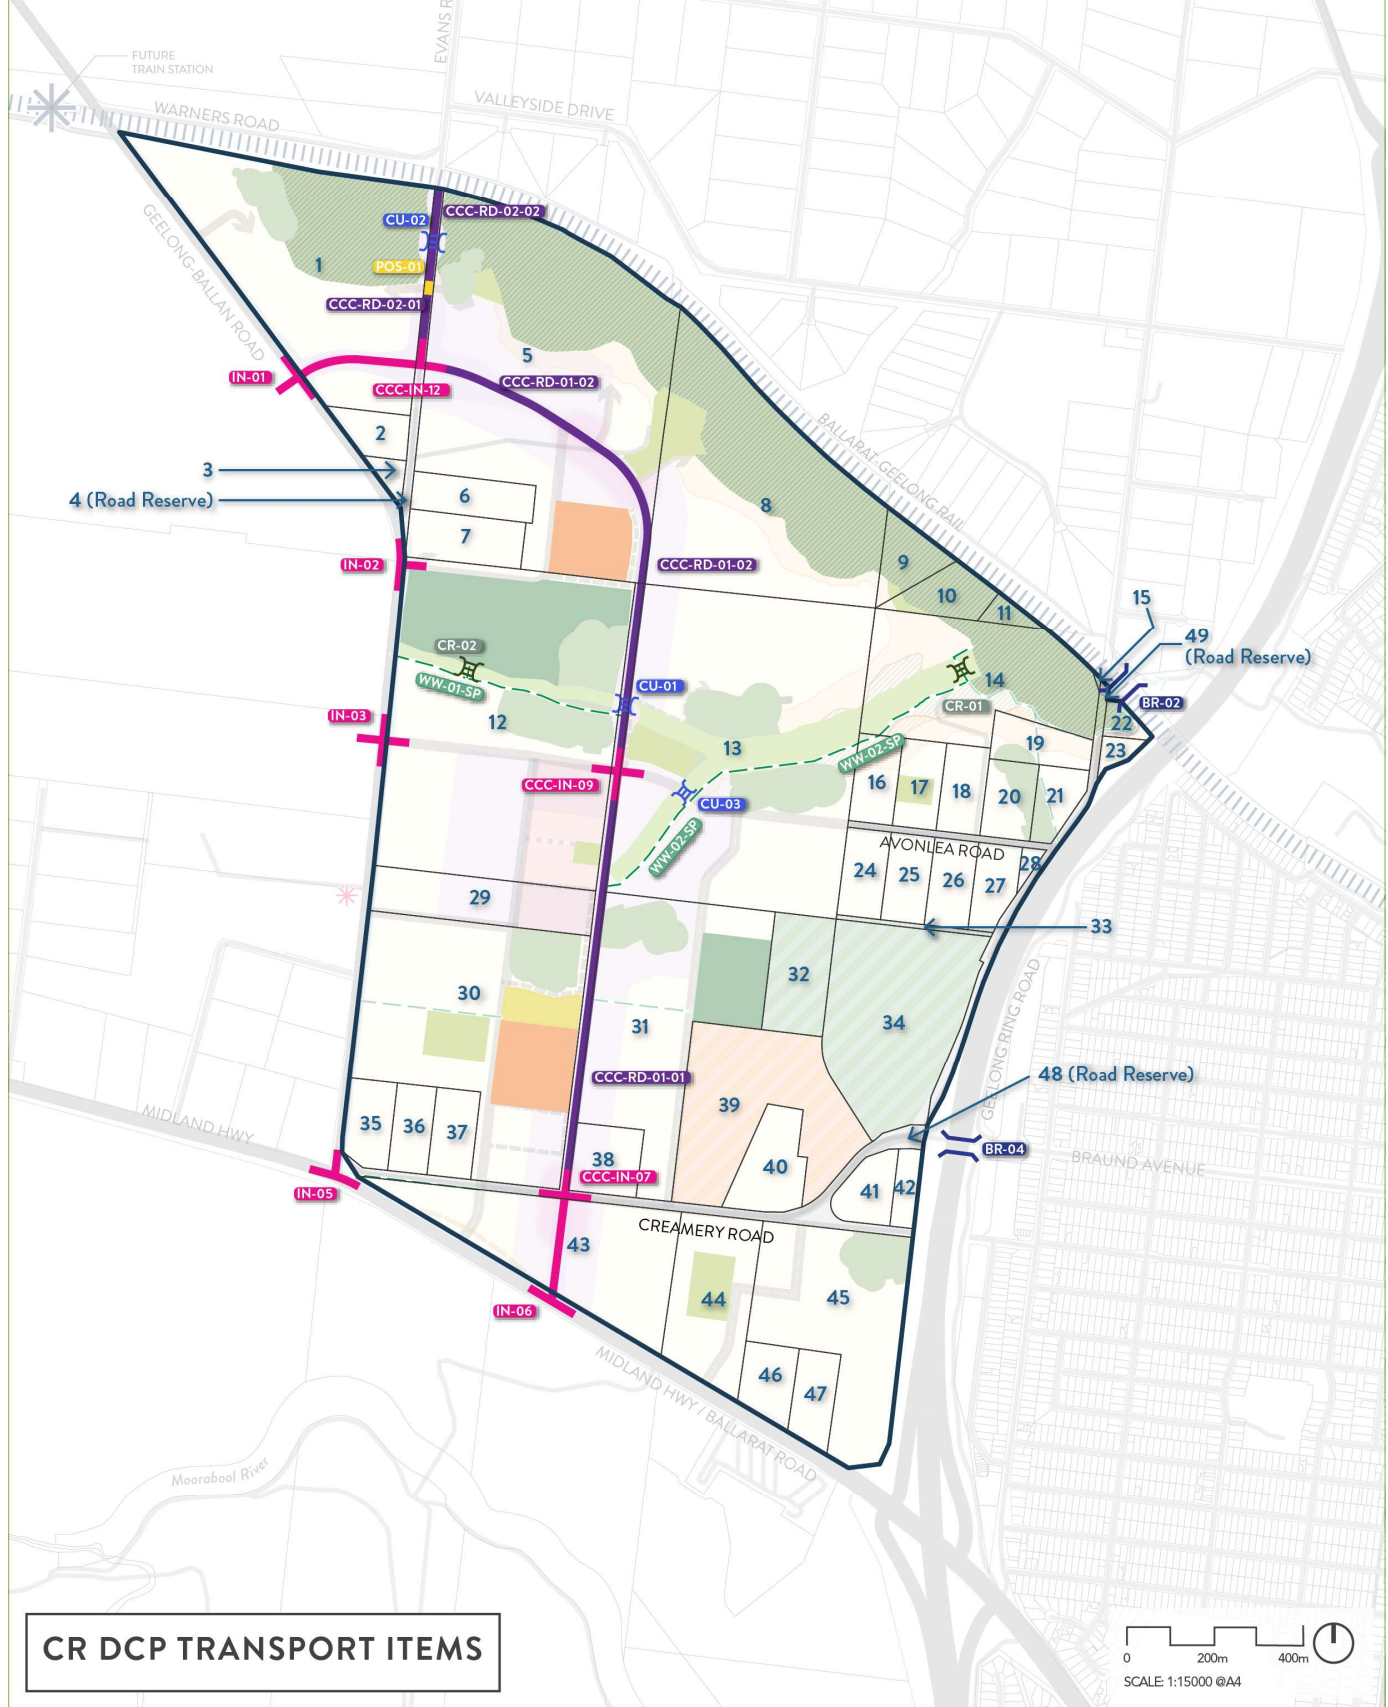 FUTURE
TRAIN STATION
EVANS R
WARNERS ROAD
VALLEYSIDE DRIVE
GEELONG-BALLAN ROAD
CU-02
CCC-RD-02-02
1
POS-01
CCC-RD-02-01
5
IN-01
CCC-IN-12
CCC-RD-01-02
2
BALLARAT-GEELONG RAIL
3
4 (Road Reserve)
6
7
8
IN-02
CCC-RD-01-02
9
10
11
15
49
(Road Reserve)
CR-02
WW-01-SP
CU-01
14
CR-01
BR-02
IN-03
12
13
22
19
23
WW-02-SP
CCC-IN-09
CU-03
16
17
18
20
21
WW-02-SP
AVONLEA ROAD
24
25
26
27
28
29
33
30
31
32
34
GEELONG RING ROAD
CCC-RD-01-01
48 (Road Reserve)
MIDLAND HWY
35
36
37
38
39
40
BR-04
BRAUND AVENUE
CCC-IN-07
41
42
IN-05
CREAMERY ROAD
43
IN-06
44
45
46
47
MIDLAND HWY / BALLARAT ROAD
Moorabool River
CR DCP TRANSPORT ITEMS
0
200m
400m
SCALE: 1:15000 @A4